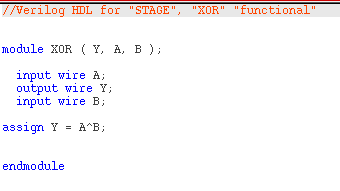 //Verilog HDL for "STAGE", "XOR" "functional"
module XOR ( Y, A, B );
input wire A;
output wire Y;
input wire B;
assign Y = A^B;
endmodule